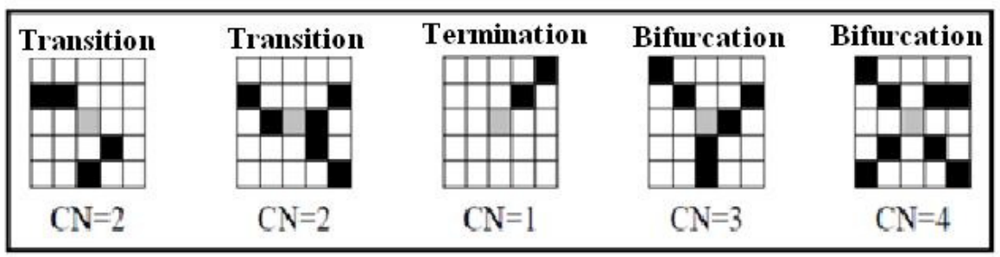 Transition
Transition
Termination
Bifurcation
Bifurcation
CN=2
CN=2
CN=1
CN=3
CN=4